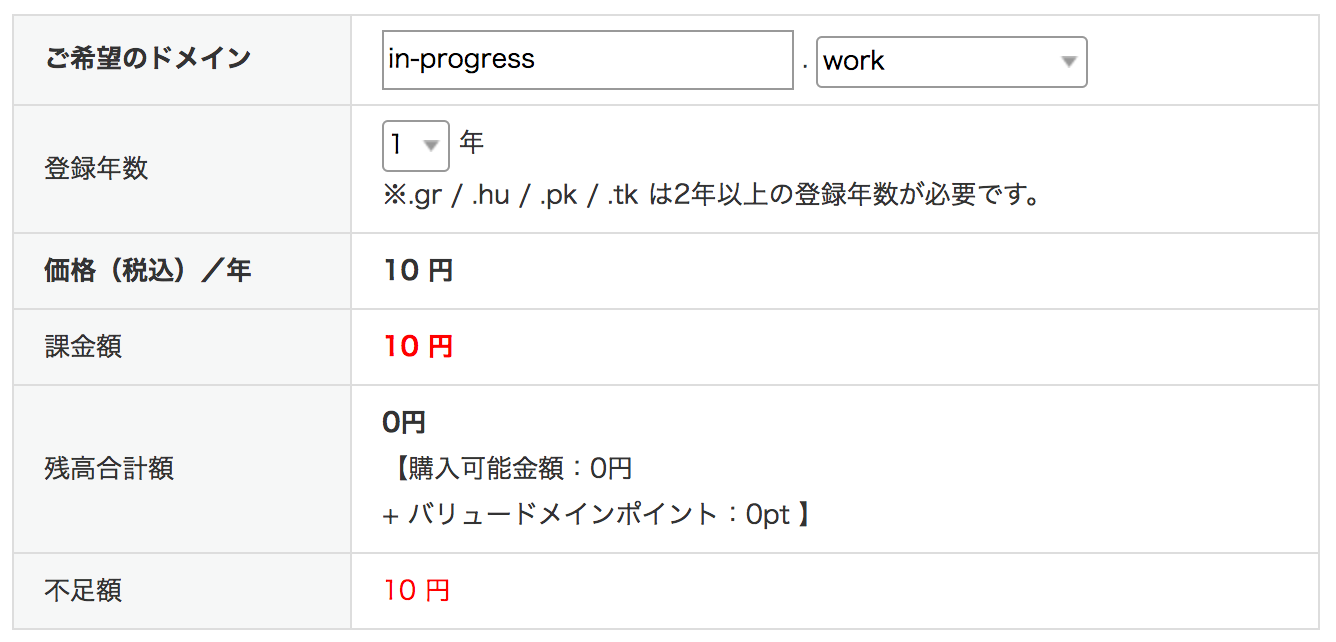 ご希望のドメイン
in-progress . work
登録年数
1 年
※.gr / .hu / .pk / .tk は2年以上の登録年数が必要です。
価格（税込）／年
10 円
課金額
10 円
残高合計額
0円
【購入可能金額：0円
+ バリュードメインポイント：0pt 】
不足額
10 円